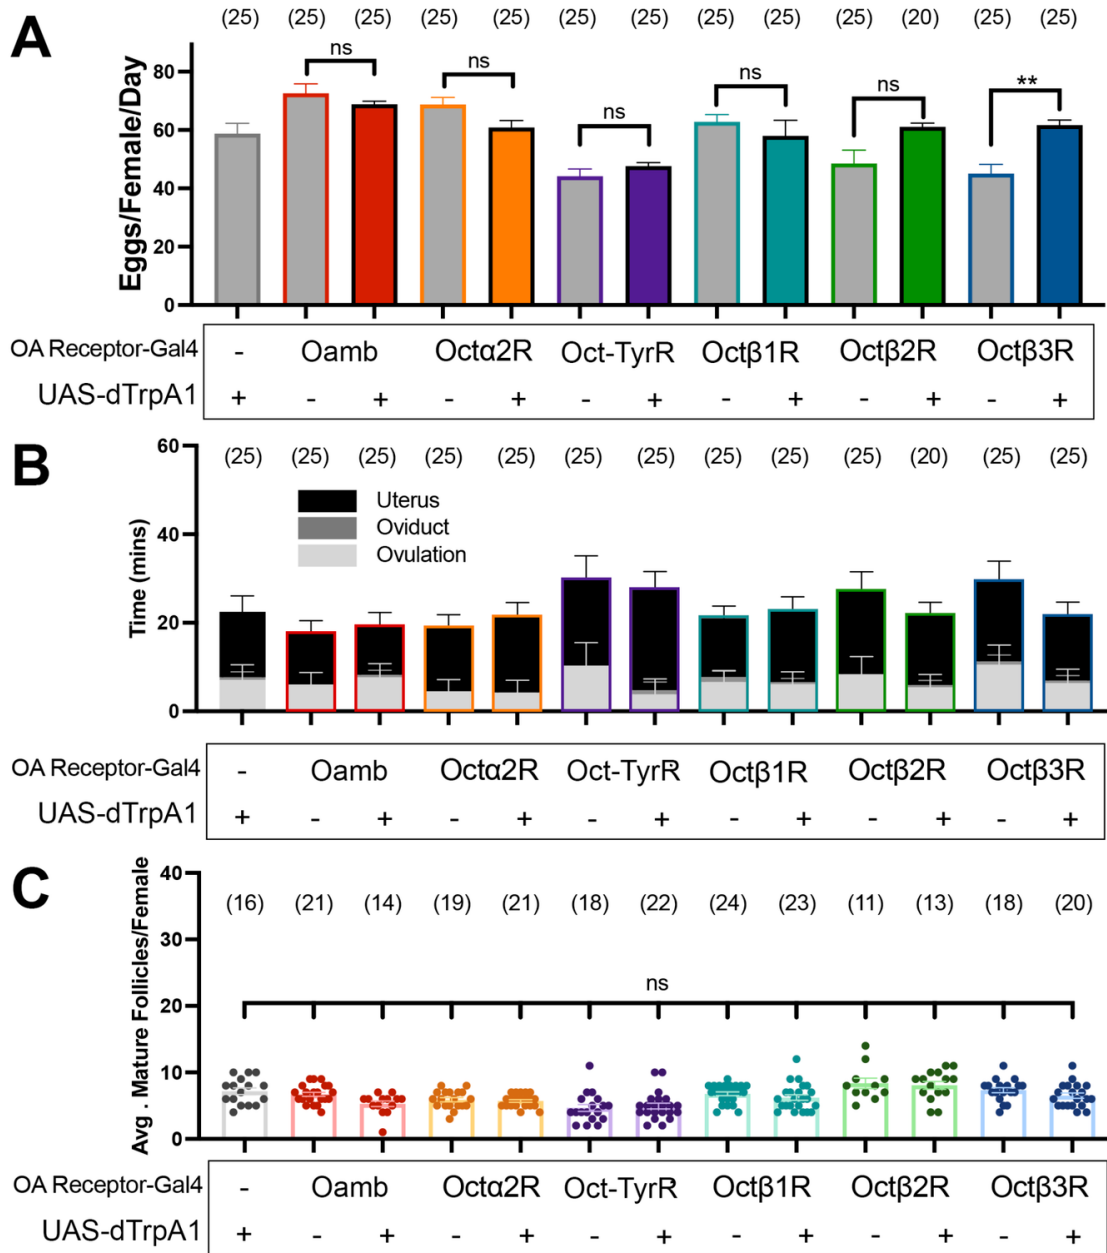 A
(25) (25) (25) (25) (25) (25) (25) (25) (25) (25) (20) (25) (25)
Eggs/Female/Day
80
60
40
20
0
ns ns ns ns ns **
OA Receptor-Gal4 - Oamb Octα2R Oct-TyrR Octβ1R Octβ2R Octβ3R
UAS-dTrpA1 + - + - + - + - + - + - +
B
(25) (25) (25) (25) (25) (25) (25) (25) (25) (25) (20) (25) (25)
Time (mins)
60
40
20
0
Uterus
Oviduct
Ovulation
OA Receptor-Gal4 - Oamb Octα2R Oct-TyrR Octβ1R Octβ2R Octβ3R
UAS-dTrpA1 + - + - + - + - + - + - +
C
(16) (21) (14) (19) (21) (18) (22) (24) (23) (11) (13) (18) (20)
Avg . Mature Follicles/Female
40
30
20
10
0
ns
OA Receptor-Gal4 - Oamb Octα2R Oct-TyrR Octβ1R Octβ2R Octβ3R
UAS-dTrpA1 + - + - + - + - + - + - +